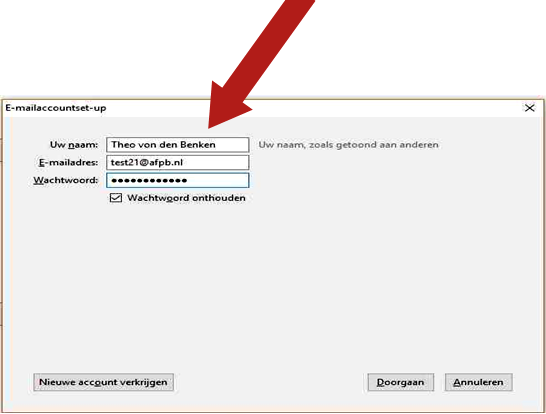 E-mailaccountset-up
Uw naam: Theo von den Benken Uw naam, zoals getoond aan anderen
E-mailadres: test21@afpb.nl
Wachtwoord: ●●●●●●●●●●●●
Wachtwoord onthouden
Nieuwe account verkrijgen Doorgaan Annuleren